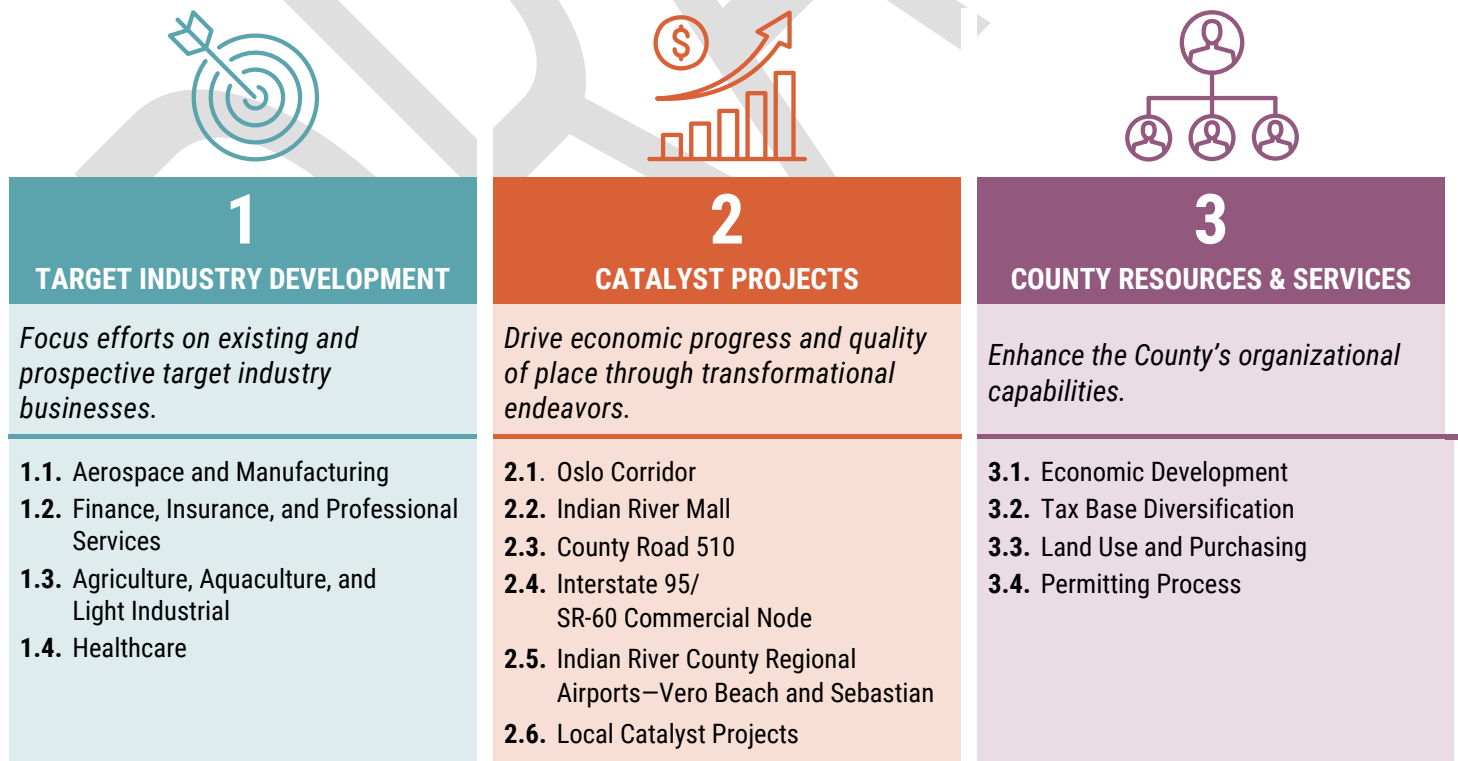 $
1
TARGET INDUSTRY DEVELOPMENT
Focus efforts on existing and
prospective target industry
businesses.
1.1. Aerospace and Manufacturing
1.2. Finance, Insurance, and Professional
Services
1.3. Agriculture, Aquaculture, and
Light Industrial
1.4. Healthcare
2
CATALYST PROJECTS
Drive economic progress and quality
of place through transformational
endeavors.
2.1. Oslo Corridor
2.2. Indian River Mall
2.3. County Road 510
2.4. Interstate 95/
SR-60 Commercial Node
2.5. Indian River County Regional
Airports—Vero Beach and Sebastian
2.6. Local Catalyst Projects
3
COUNTY RESOURCES & SERVICES
Enhance the County’s organizational
capabilities.
3.1. Economic Development
3.2. Tax Base Diversification
3.3. Land Use and Purchasing
3.4. Permitting Process